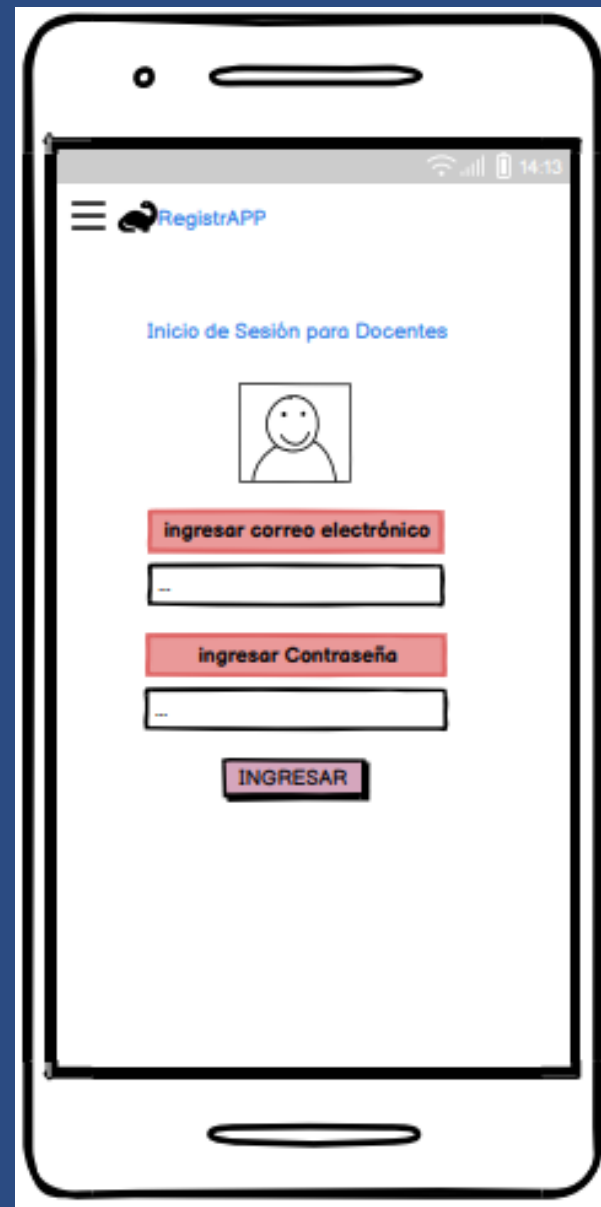 14:13
RegistrAPP
Inicio de Sesión para Docentes
ingresar correo electrónico
...
ingresar Contraseña
...
INGRESAR